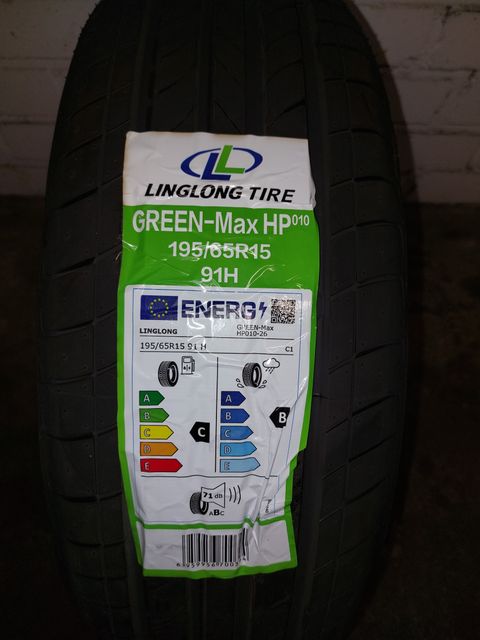 LINGLONG TIRE
GREEN-Max HP010
195/65R15
91H
ENERG
LINGLONG
GREEN-Max
HP010-26
195/65R15 91 H
C1
A
B
C
D
E
C
A
B
C
D
E
B
71 dB
ABC